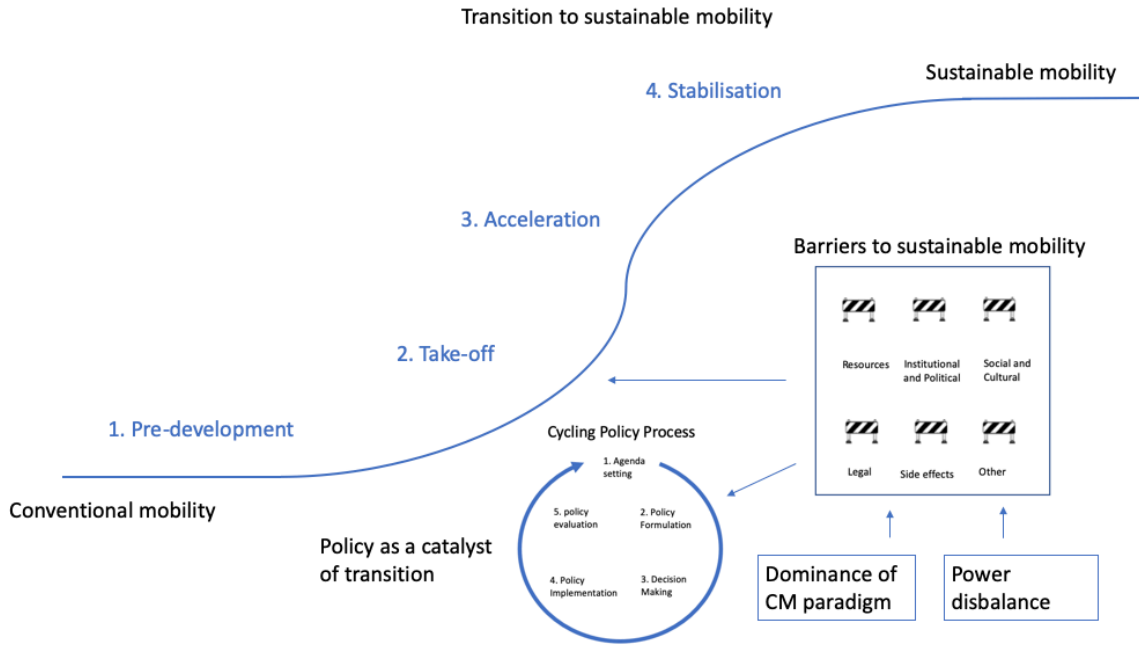 Transition to sustainable mobility
Sustainable mobility
4. Stabilisation
3. Acceleration
2. Take-off
1. Pre-development
Conventional mobility
Barriers to sustainable mobility
Resources
Institutional
and Political
Social and
Cultural
Legal
Side effects
Other
Cycling Policy Process
1. Agenda
setting
2. Policy
Formulation
3. Decision
Making
4. Policy
Implementation
5. policy
evaluation
Policy as a catalyst
of transition
Dominance of
CM paradigm
Power
disbalance